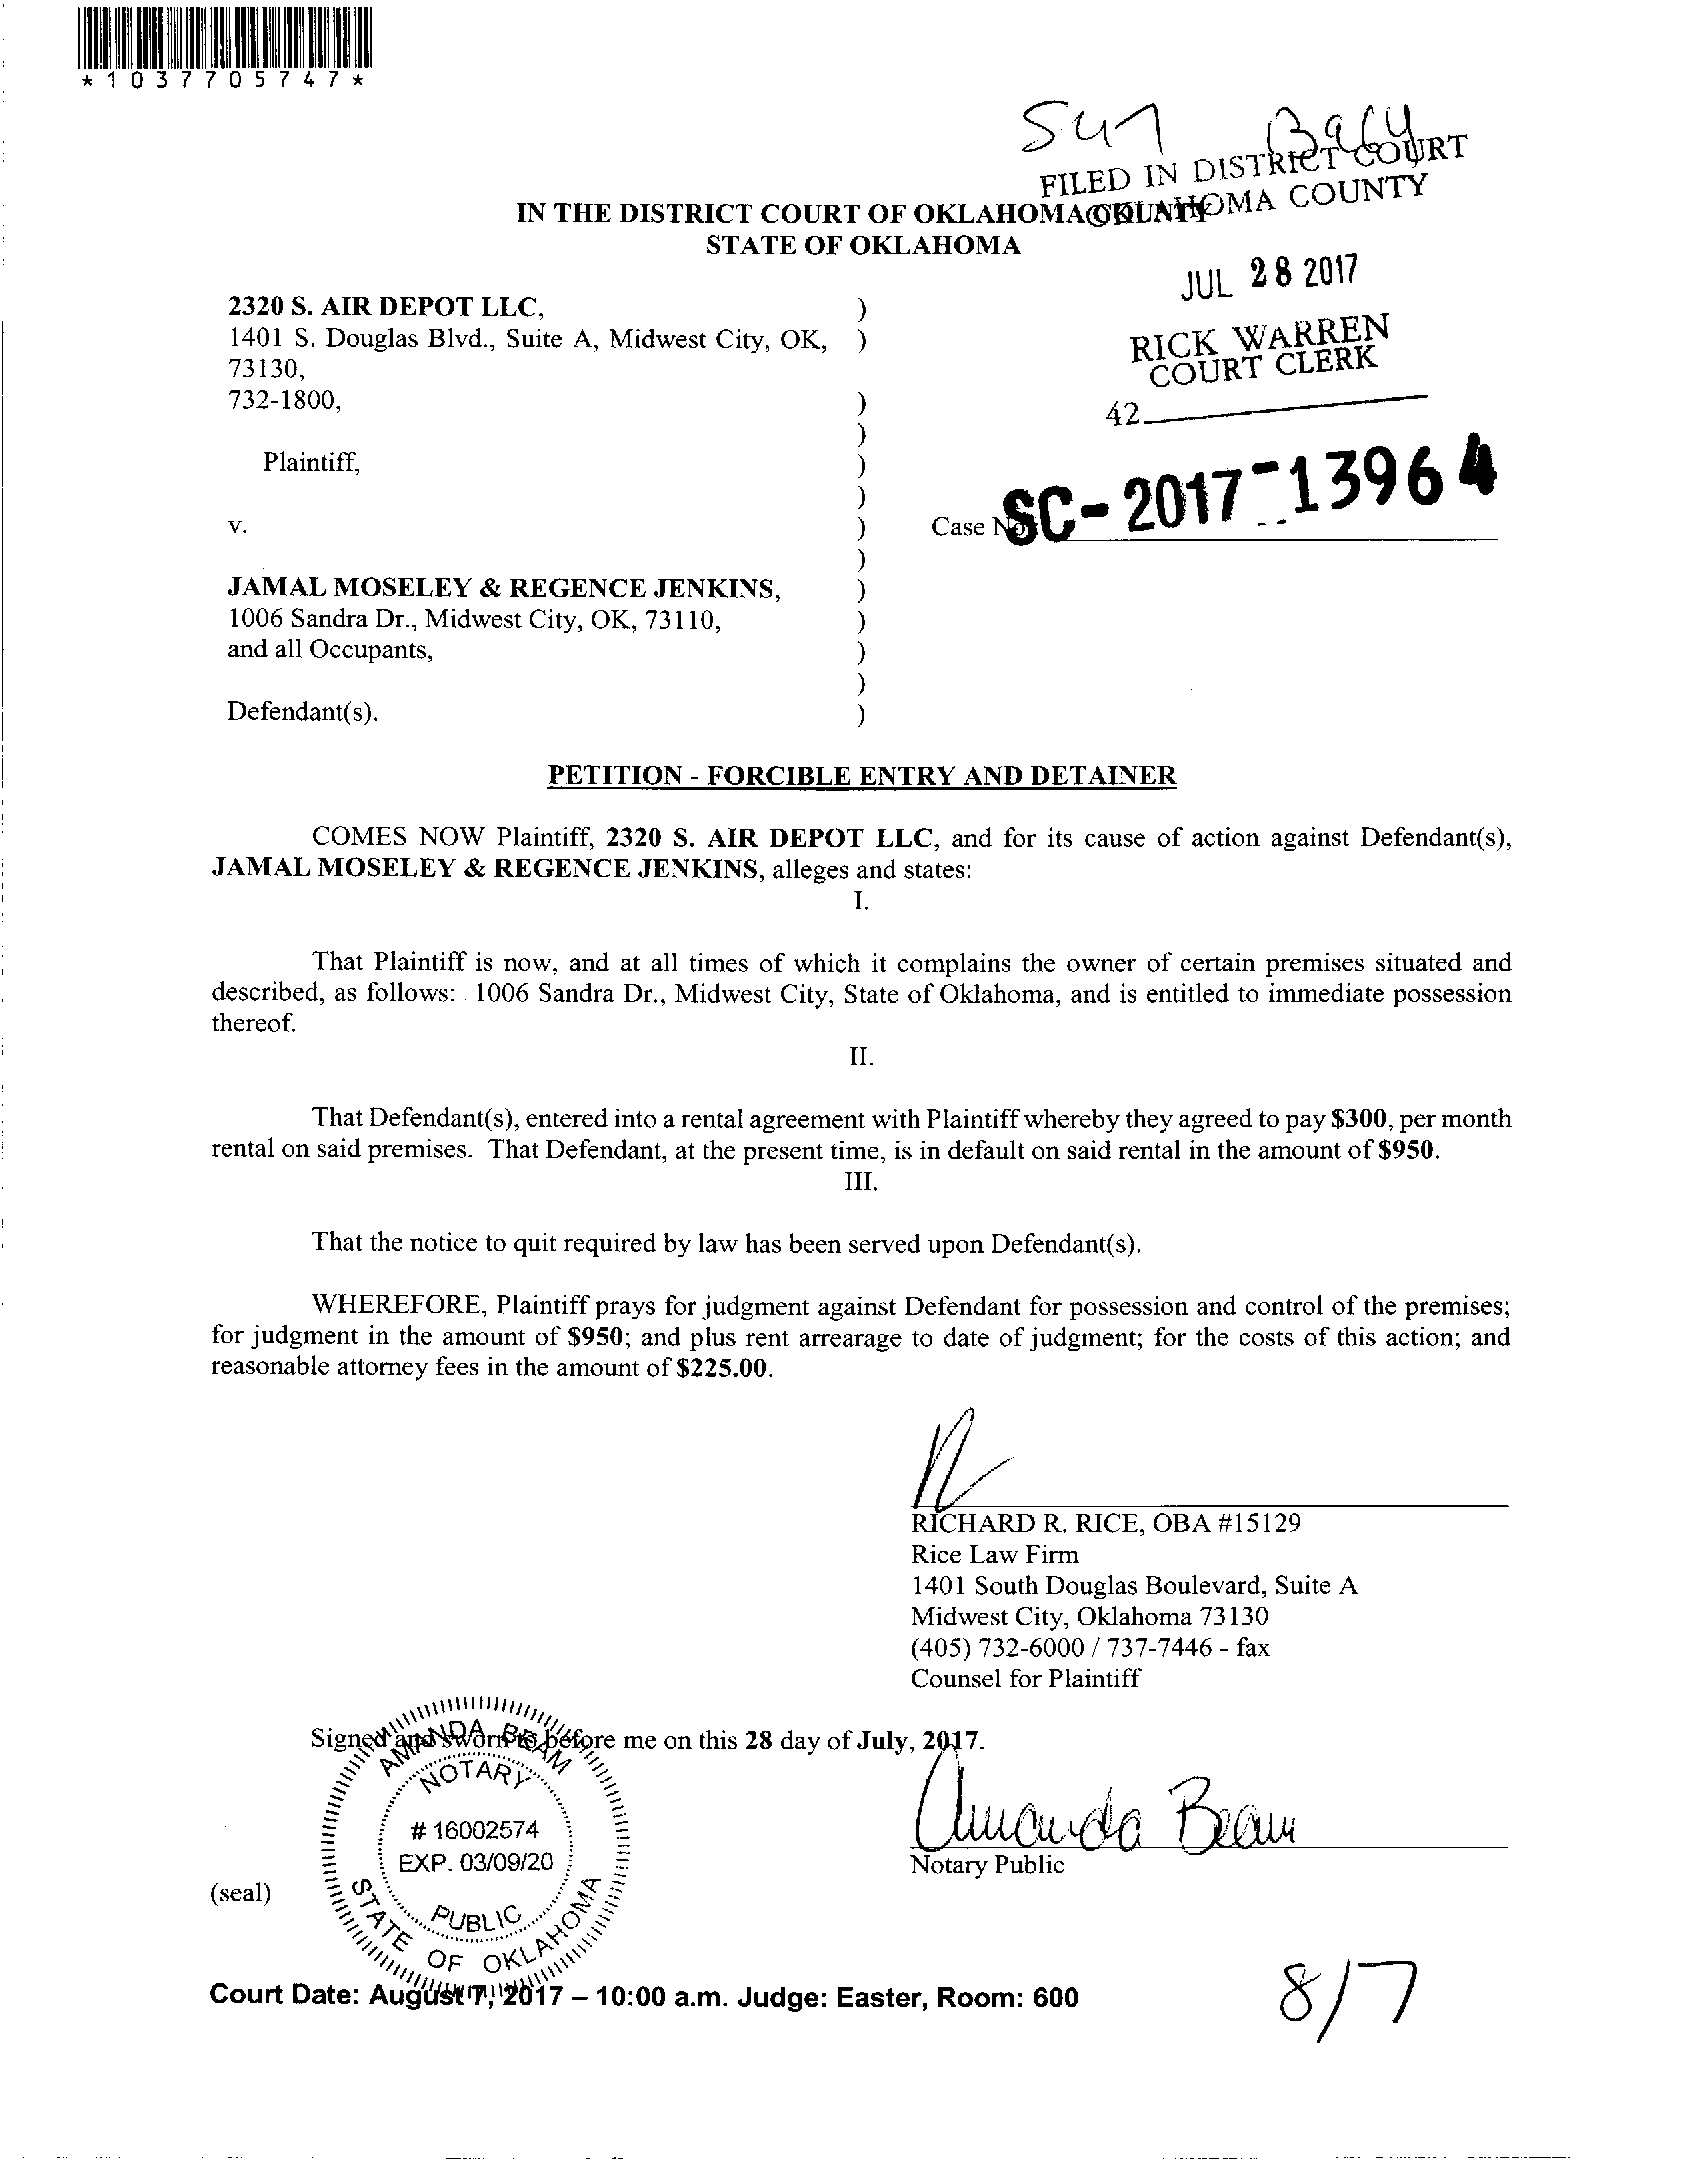 *1037705747*
FILED IN DISTRICT COURT
OKLAHOMA COUNTY
IN THE DISTRICT COURT OF OKLAHOMA COUNTY
STATE OF OKLAHOMA
JUL 28 2017
2320 S. AIR DEPOT LLC, )
1401 S. Douglas Blvd., Suite A, Midwest City, OK, )
73130,
732-1800, )
RICK WARREN
COURT CLERK
42
)
Plaintiff, )
)
v. ) Case No. SC-2017-13964
)
JAMAL MOSELEY & REGENCE JENKINS, )
1006 Sandra Dr., Midwest City, OK, 73110, )
and all Occupants, )
)
Defendant(s). )
PETITION - FORCIBLE ENTRY AND DETAINER
COMES NOW Plaintiff, 2320 S. AIR DEPOT LLC, and for its cause of action against Defendant(s),
JAMAL MOSELEY & REGENCE JENKINS, alleges and states:
I.
That Plaintiff is now, and at all times of which it complains the owner of certain premises situated and
described, as follows: 1006 Sandra Dr., Midwest City, State of Oklahoma, and is entitled to immediate possession
thereof.
II.
That Defendant(s), entered into a rental agreement with Plaintiff whereby they agreed to pay $300, per month
rental on said premises. That Defendant, at the present time, is in default on said rental in the amount of $950.
III.
That the notice to quit required by law has been served upon Defendant(s).
WHEREFORE, Plaintiff prays for judgment against Defendant for possession and control of the premises;
for judgment in the amount of $950; and plus rent arrearage to date of judgment; for the costs of this action; and
reasonable attorney fees in the amount of $225.00.
RICHARD R. RICE, OBA #15129
Rice Law Firm
1401 South Douglas Boulevard, Suite A
Midwest City, Oklahoma 73130
(405) 732-6000 / 737-7446 - fax
Counsel for Plaintiff
Signed and sworn to before me on this 28 day of July, 2017.
AMANDA BEAM
NOTARY
# 16002574
EXP. 03/09/20
PUBLIC
STATE OF OKLAHOMA
Amanda Beam
Notary Public
(seal)
Court Date: August 7, 2017 – 10:00 a.m. Judge: Easter, Room: 600
8/7